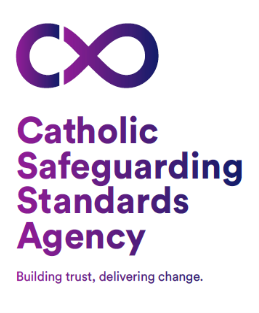 Catholic
Safeguarding
Standards
Agency
Building trust, delivering change.